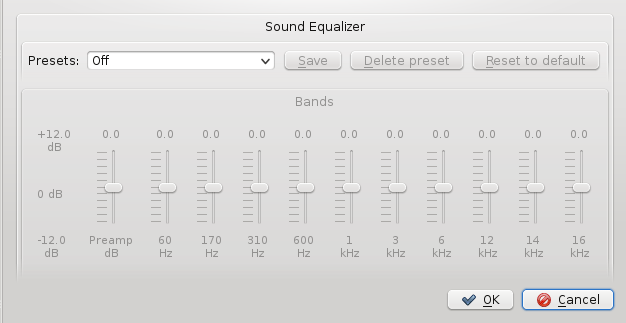 Sound Equalizer
Presets: Off Save Delete preset Reset to default
Bands
+12.0 dB 0.0 0.0 0.0 0.0 0.0 0.0 0.0 0.0 0.0 0.0 0.0
0 dB
-12.0 Preamp 60 170 310 600 1 3 6 12 14 16
dB dB Hz Hz Hz Hz kHz kHz kHz kHz kHz kHz
OK Cancel